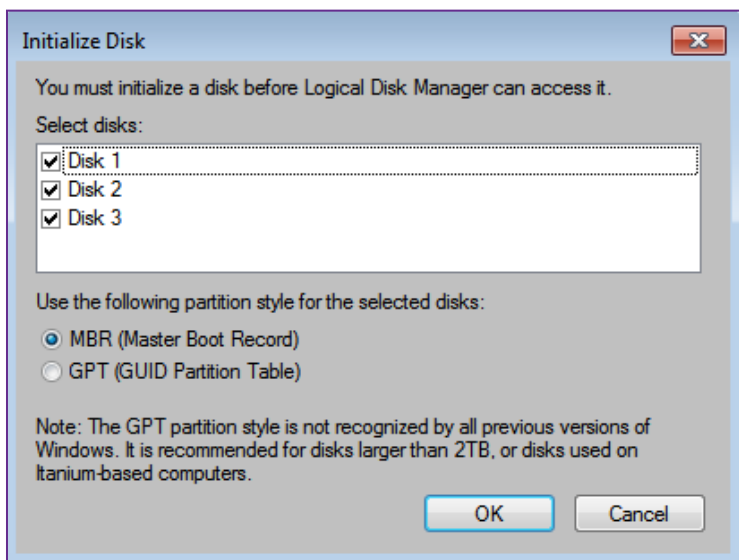 Initialize Disk
You must initialize a disk before Logical Disk Manager can access it.
Select disks:
Disk 1
Disk 2
Disk 3
Use the following partition style for the selected disks:
MBR (Master Boot Record)
GPT (GUID Partition Table)
Note: The GPT partition style is not recognized by all previous versions of
Windows. It is recommended for disks larger than 2TB, or disks used on
Itanium-based computers.
OK Cancel